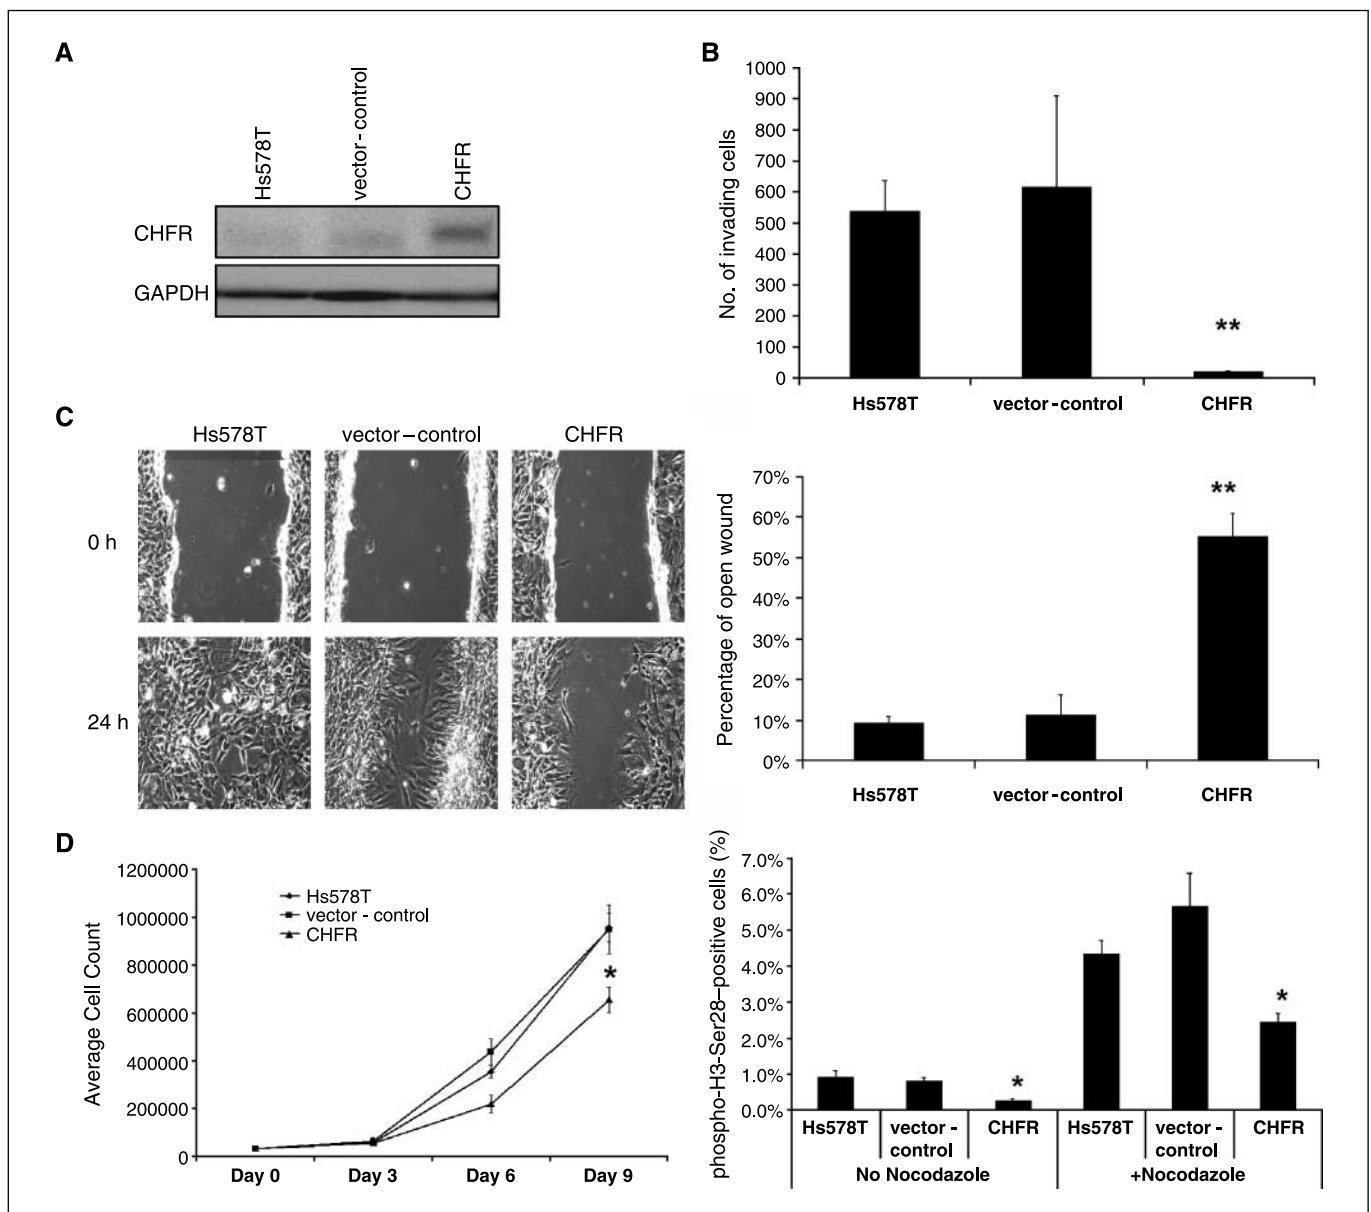 A
Hs578T
vector-control
CHFR
CHFR
GAPDH
B
No. of invading cells
1000
900
800
700
600
500
400
300
200
100
0
**
Hs578T
vector-control
CHFR
C
Hs578T
vector–control
CHFR
0 h
24 h
Percentage of open wound
70%
60%
50%
40%
30%
20%
10%
0%
**
Hs578T
vector-control
CHFR
D
Average Cell Count
1200000
1000000
800000
600000
400000
200000
0
Hs578T
vector - control
CHFR
*
Day 0
Day 3
Day 6
Day 9
phospho-H3-Ser28–positive cells (%)
7.0%
6.0%
5.0%
4.0%
3.0%
2.0%
1.0%
0.0%
*
*
Hs578T
vector -
control
CHFR
Hs578T
vector -
control
CHFR
No Nocodazole
+Nocodazole